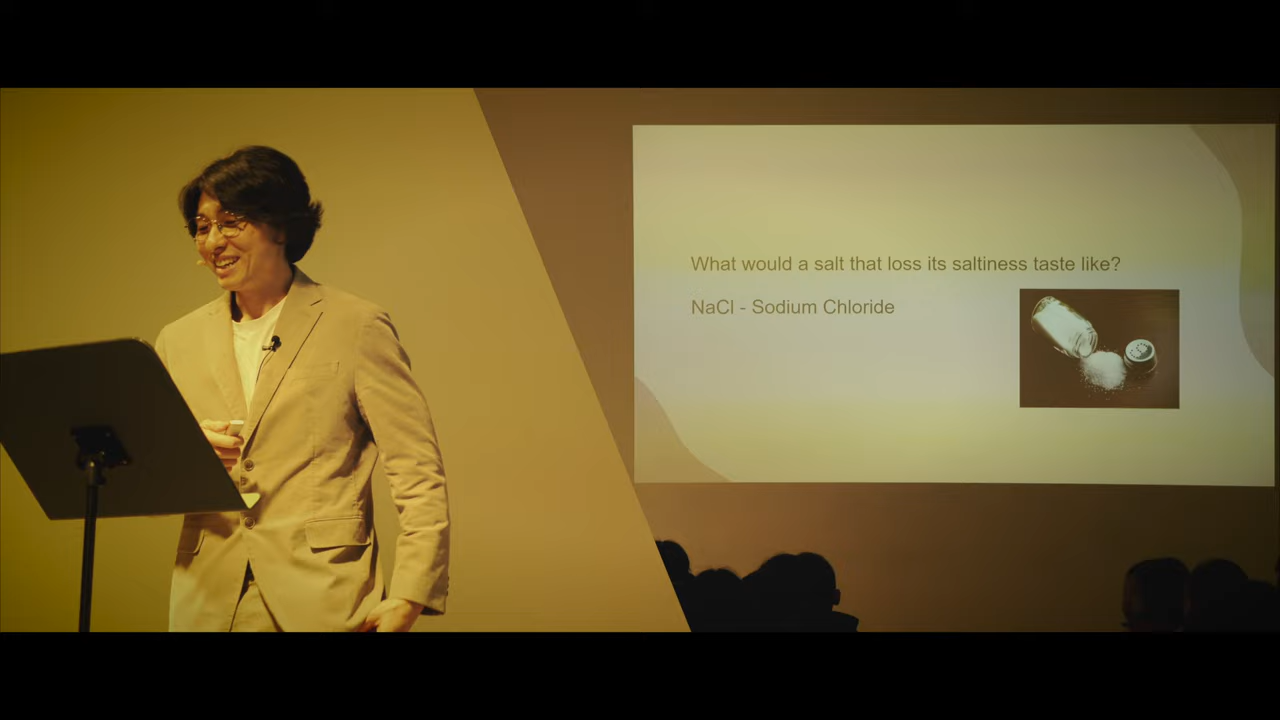 What would a salt that loss its saltiness taste like?
NaCl - Sodium Chloride